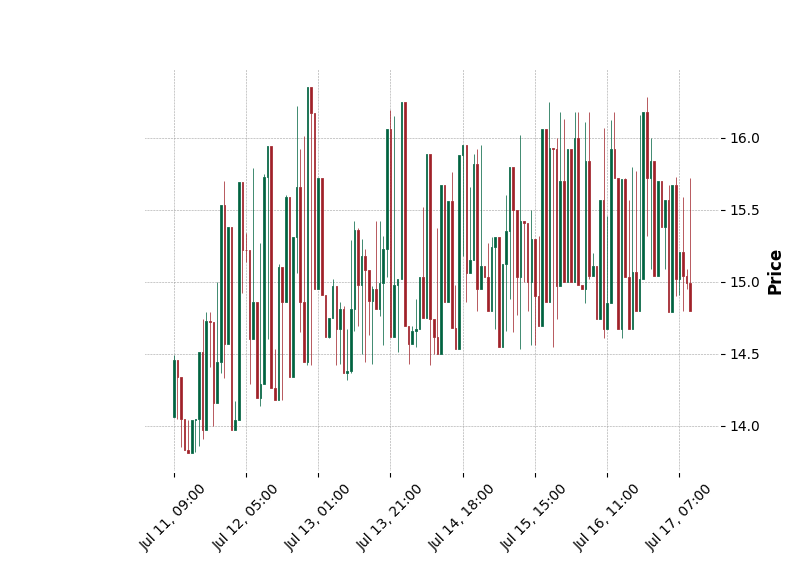 16.0
15.5
15.0
14.5
14.0
Price
Jul 11, 09:00
Jul 12, 05:00
Jul 13, 01:00
Jul 13, 21:00
Jul 14, 18:00
Jul 15, 15:00
Jul 16, 11:00
Jul 17, 07:00